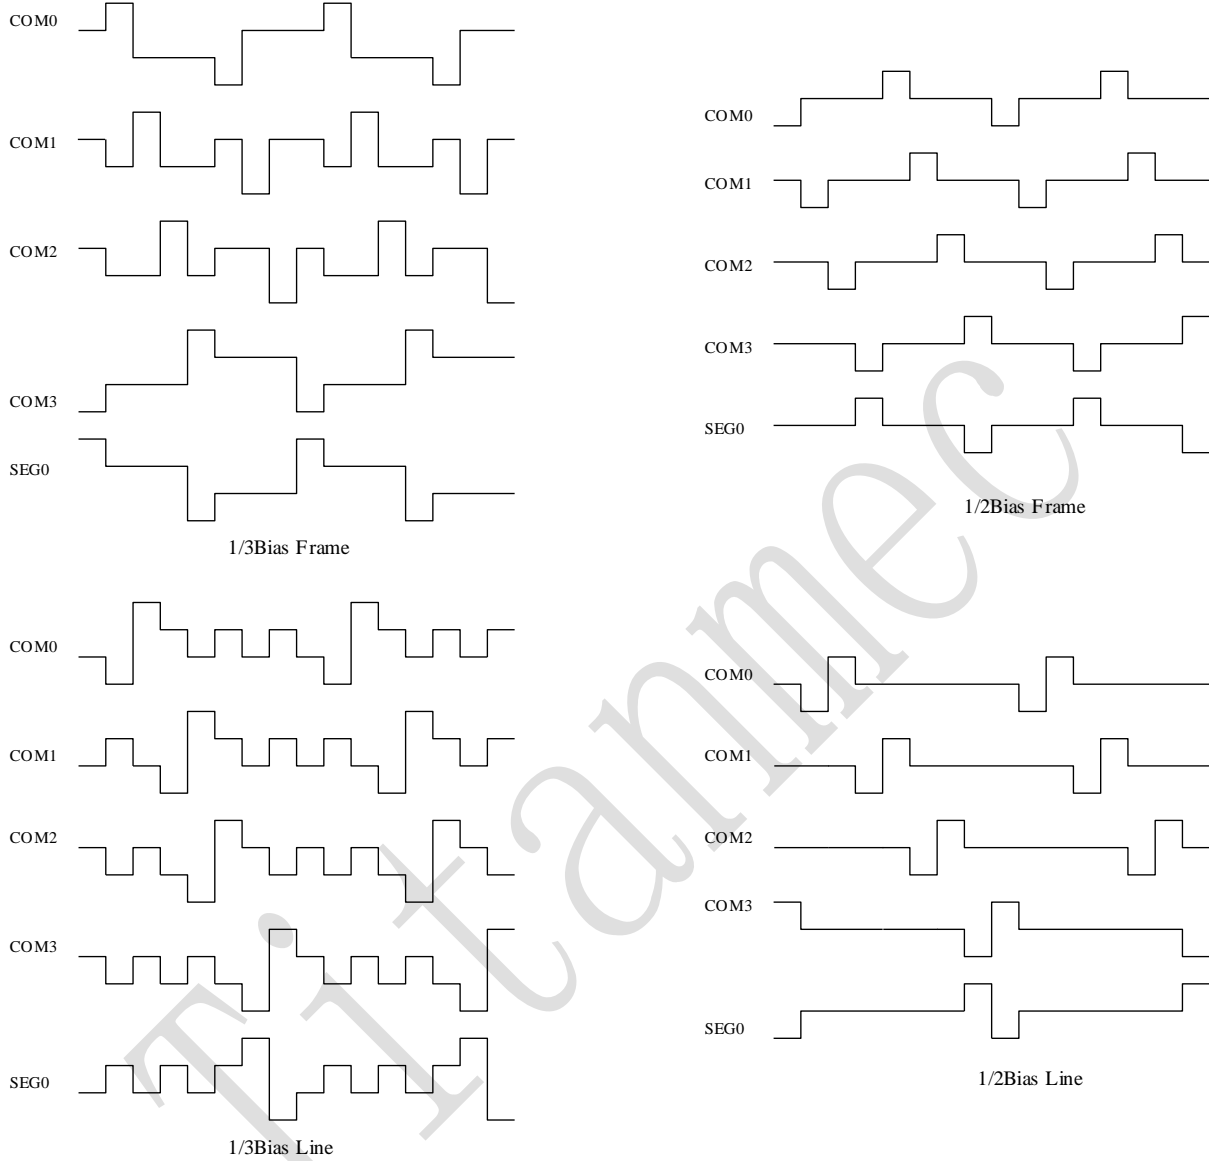 COM0
COM1
COM2
COM3
SEG0
1/3Bias Frame
COM0
COM1
COM2
COM3
SEG0
1/2Bias Frame
COM0
COM1
COM2
COM3
SEG0
1/3Bias Line
COM0
COM1
COM2
COM3
SEG0
1/2Bias Line
Titanmec